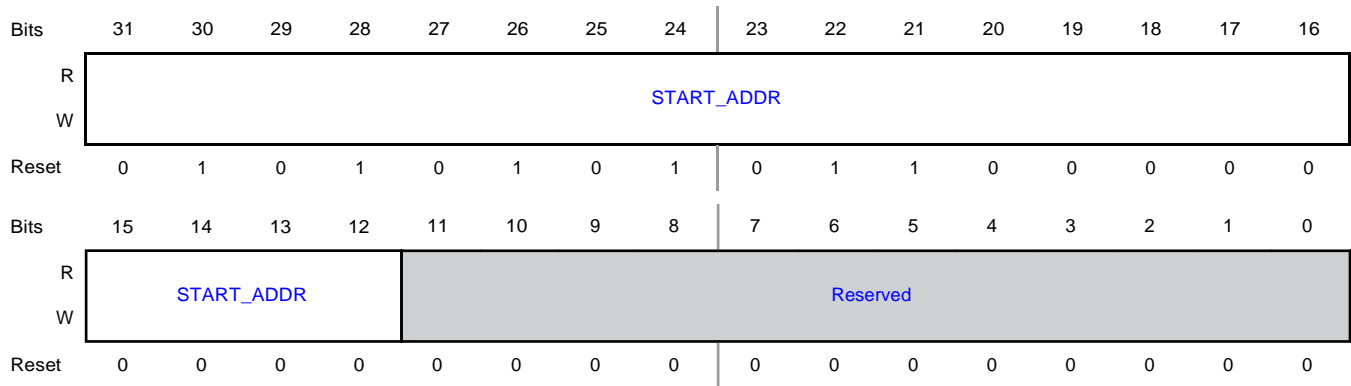 Bits 31 30 29 28 27 26 25 24 23 22 21 20 19 18 17 16
R
START_ADDR
W
Reset 0 1 0 1 0 1 0 1 0 1 1 0 0 0 0 0
Bits 15 14 13 12 11 10 9 8 7 6 5 4 3 2 1 0
R
START_ADDR Reserved
W
Reset 0 0 0 0 0 0 0 0 0 0 0 0 0 0 0 0